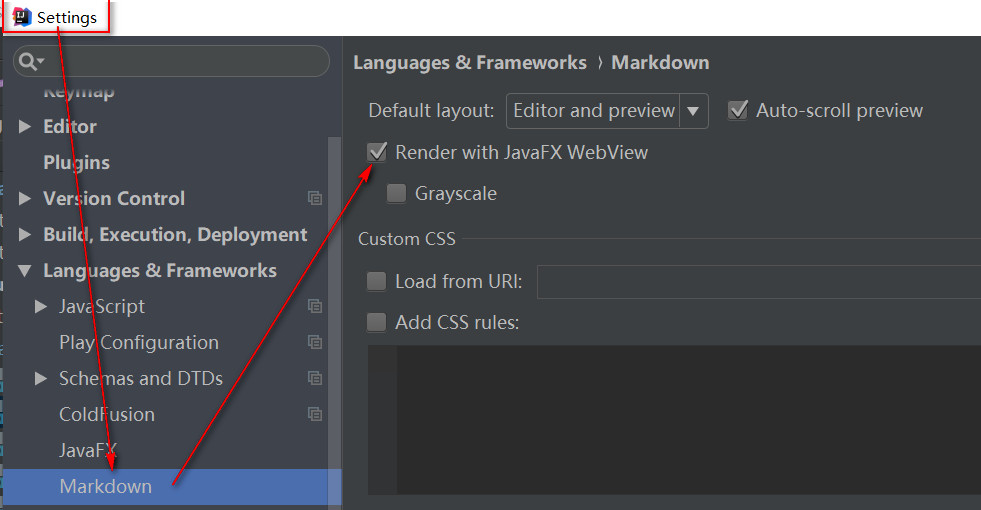 Settings
Keymap
Editor
Plugins
Version Control
Build, Execution, Deployment
Languages & Frameworks
JavaScript
Play Configuration
Schemas and DTDs
ColdFusion
JavaFX
Markdown
Languages & Frameworks › Markdown
Default layout: Editor and preview Auto-scroll preview
Render with JavaFX WebView
Grayscale
Custom CSS
Load from URI:
Add CSS rules: